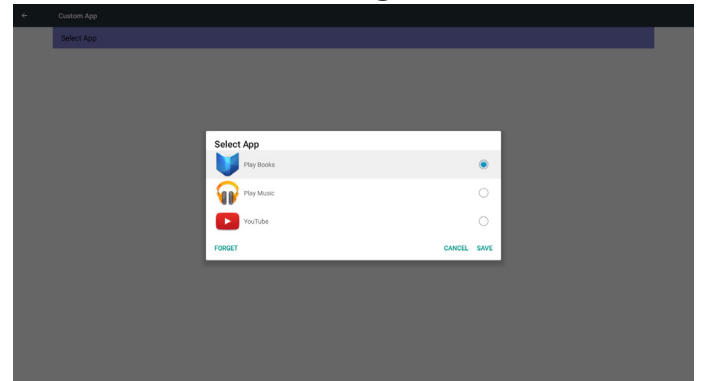 Custom App
Select App
Select App
Play Books
Play Music
YouTube
FORGET CANCEL SAVE